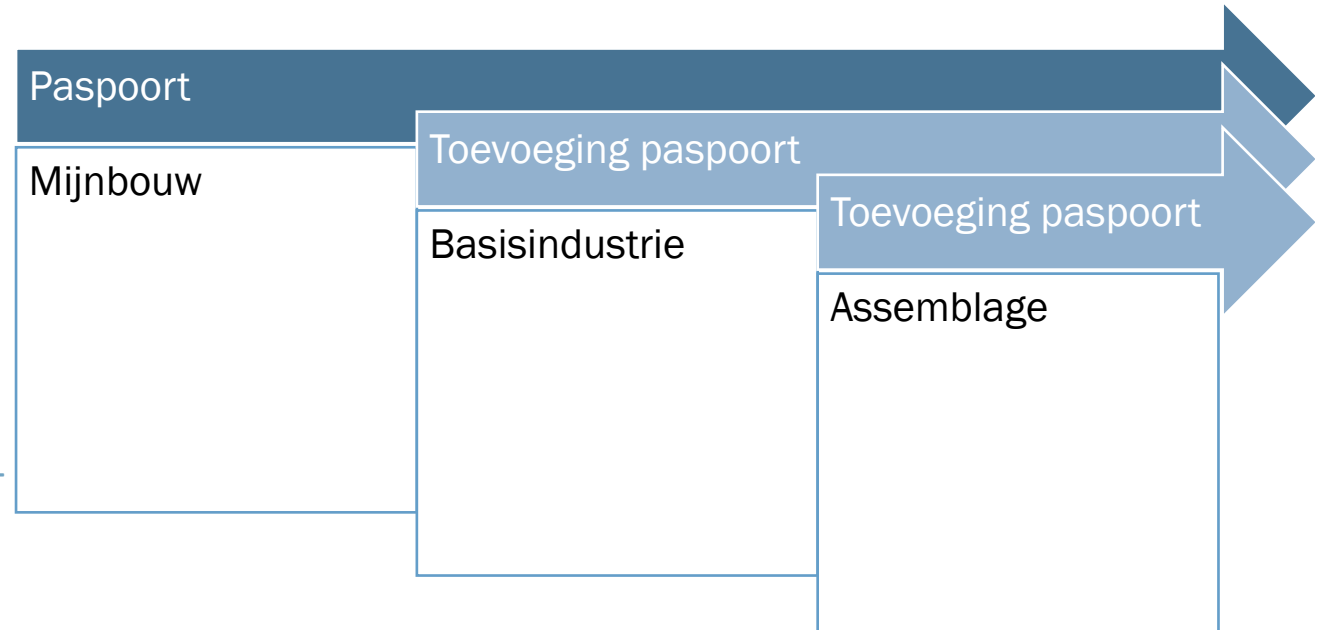 Paspoort
Mijnbouw
Toevoeging paspoort
Basisindustrie
Toevoeging paspoort
Assemblage